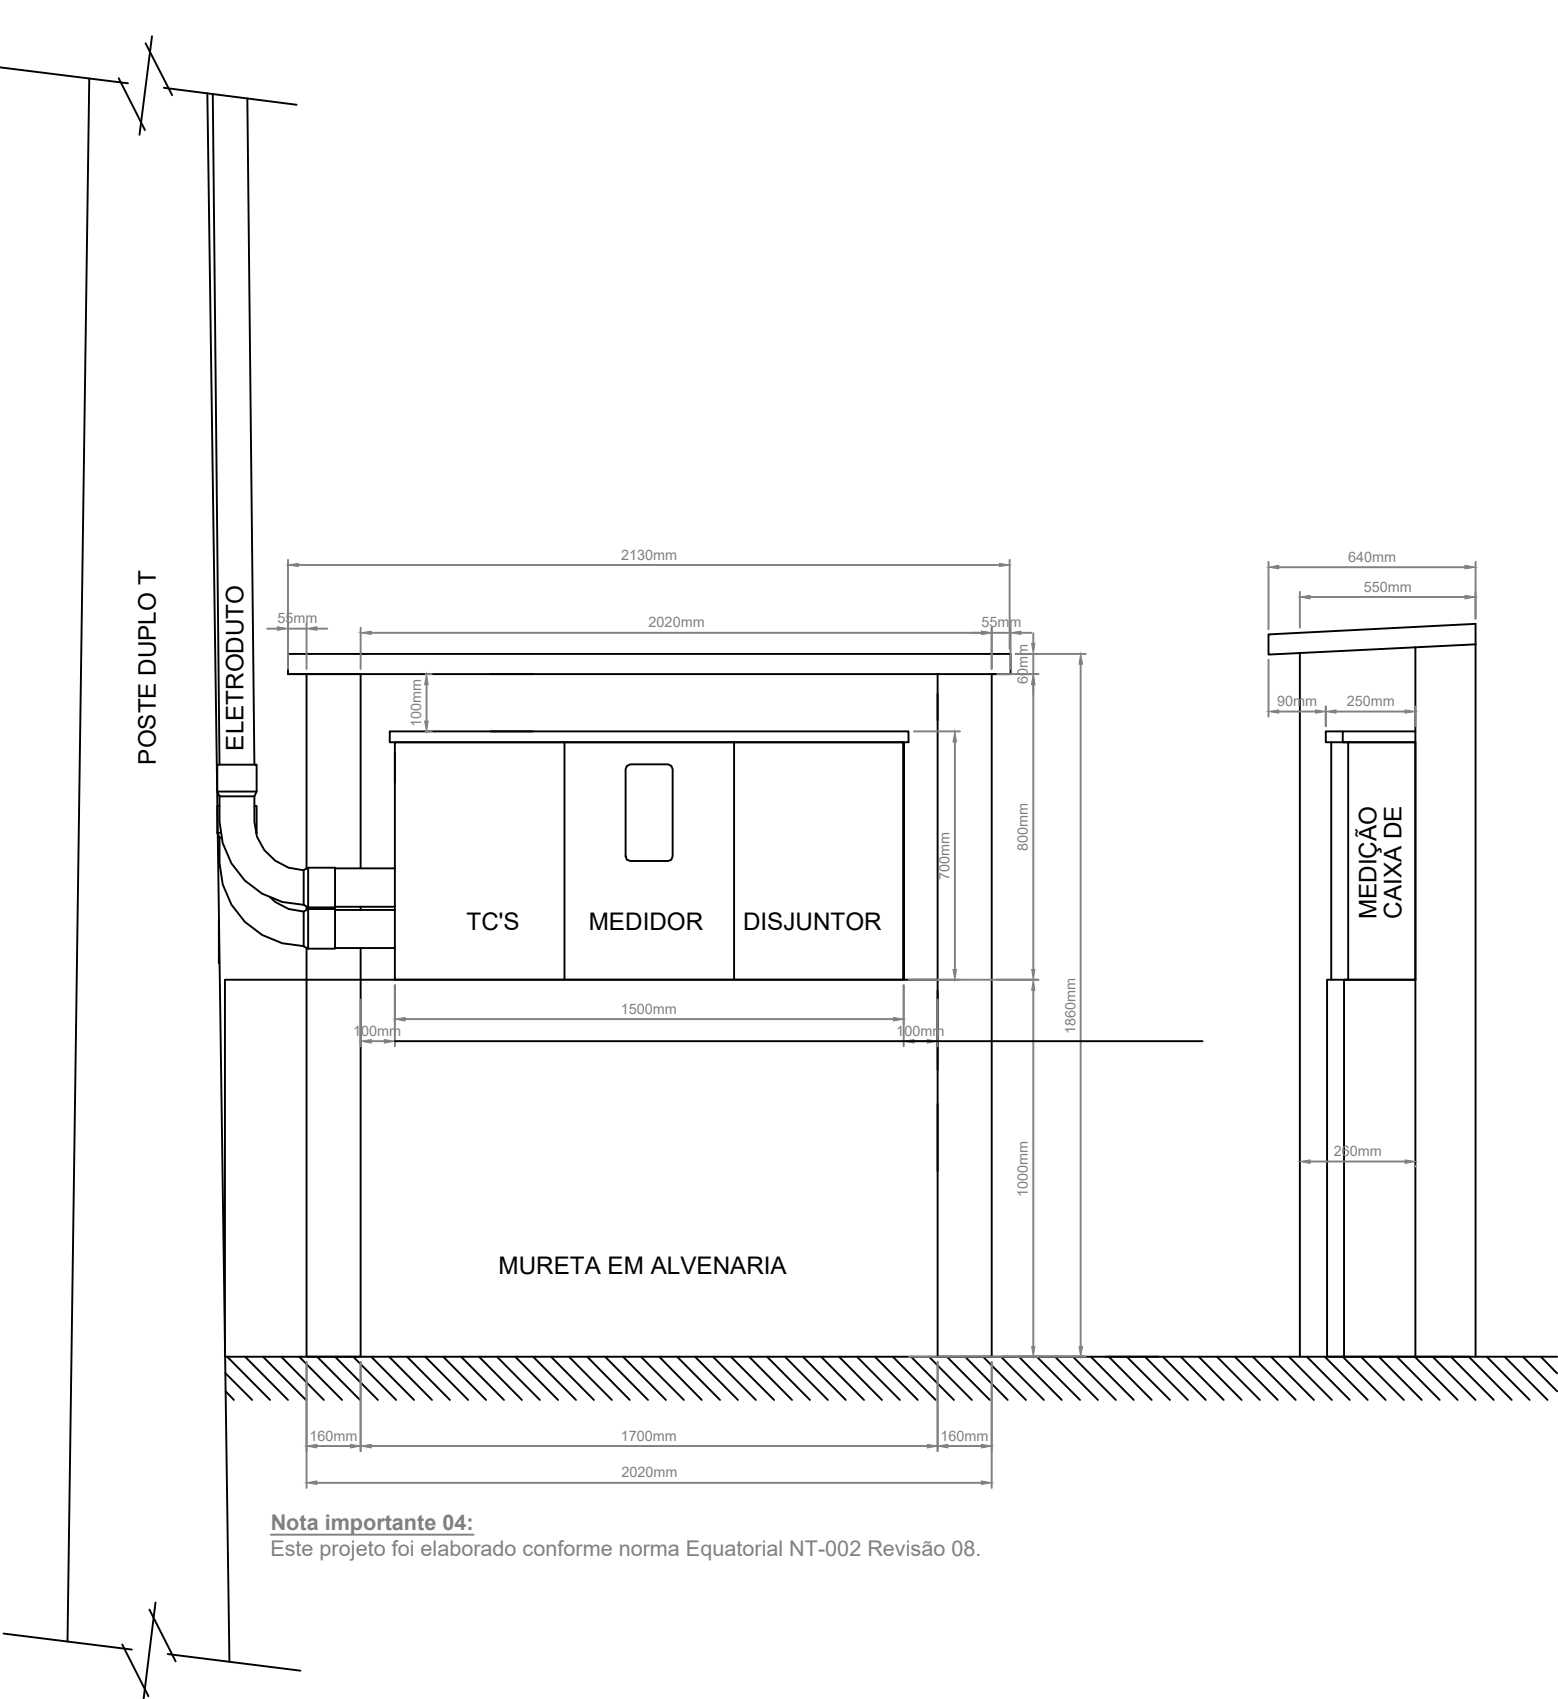 2130mm
640mm
550mm
POSTE DUPLO T
ELETRODUTO
55mm
2020mm
55mm
60mm
100mm
90mm
250mm
800mm
700mm
MEDIÇÃO
CAIXA DE
TC'S
MEDIDOR
DISJUNTOR
1500mm
1860mm
100mm
100mm
1000mm
260mm
MURETA EM ALVENARIA
160mm
1700mm
160mm
2020mm
Nota importante 04:
Este projeto foi elaborado conforme norma Equatorial NT-002 Revisão 08.